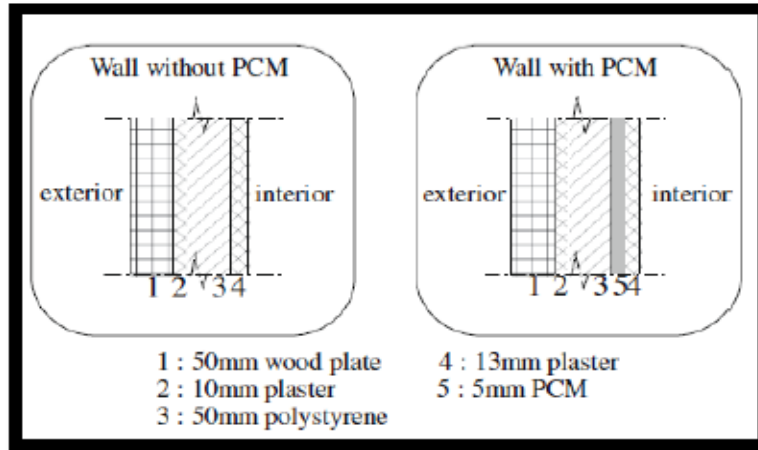 Wall without PCM
exterior
interior
1 2 3 4
Wall with PCM
exterior
interior
1 2 3 5 4
1 : 50mm wood plate
2 : 10mm plaster
3 : 50mm polystyrene
4 : 13mm plaster
5 : 5mm PCM